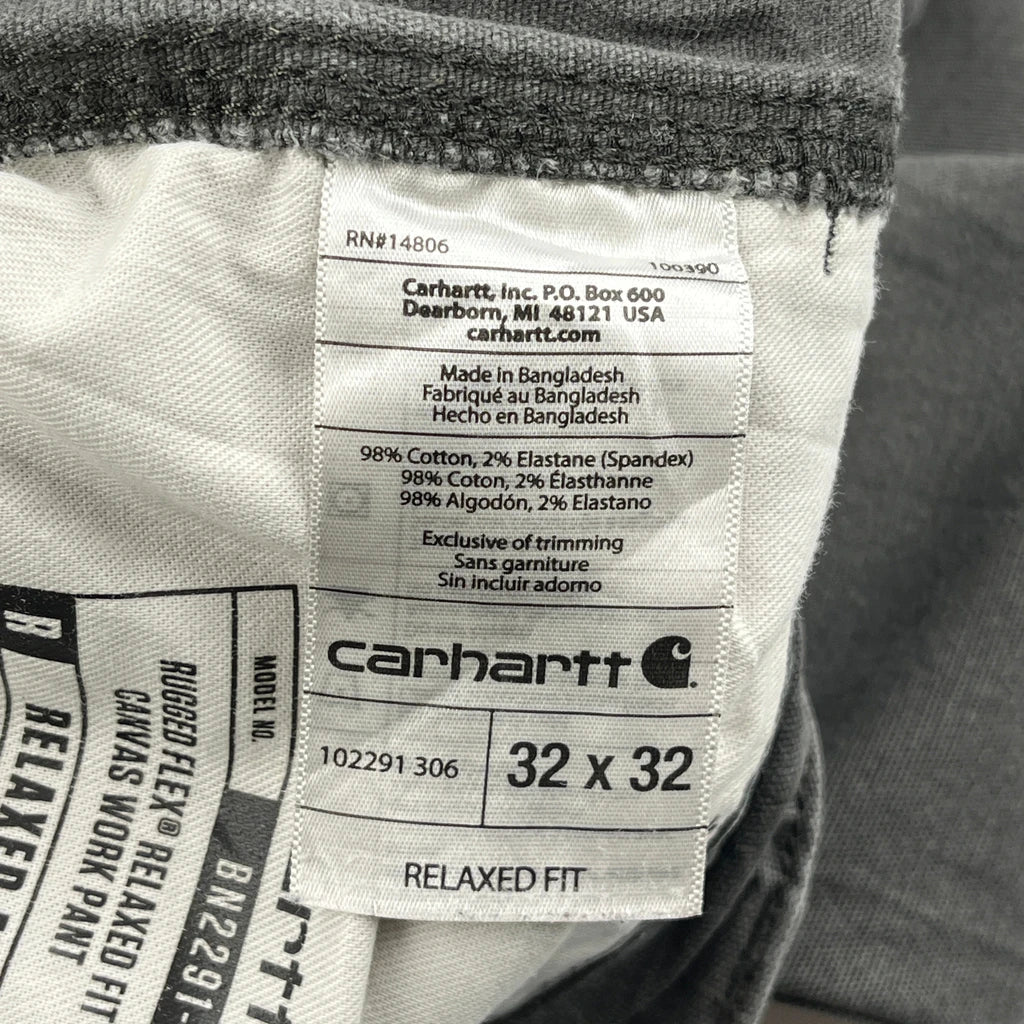 RN#14806
100390
Carhartt, Inc. P.O. Box 600
Dearborn, MI 48121 USA
carhartt.com
Made in Bangladesh
Fabriqué au Bangladesh
Hecho en Bangladesh
98% Cotton, 2% Elastane (Spandex)
98% Coton, 2% Élasthanne
98% Algodón, 2% Elastano
Exclusive of trimming
Sans garniture
Sin incluir adorno
carhartt
102291 306
32 x 32
RELAXED FIT
MODEL NO.
BN2291-
RUGGED FLEX® RELAXED FIT
CANVAS WORK PANT
RELAXED